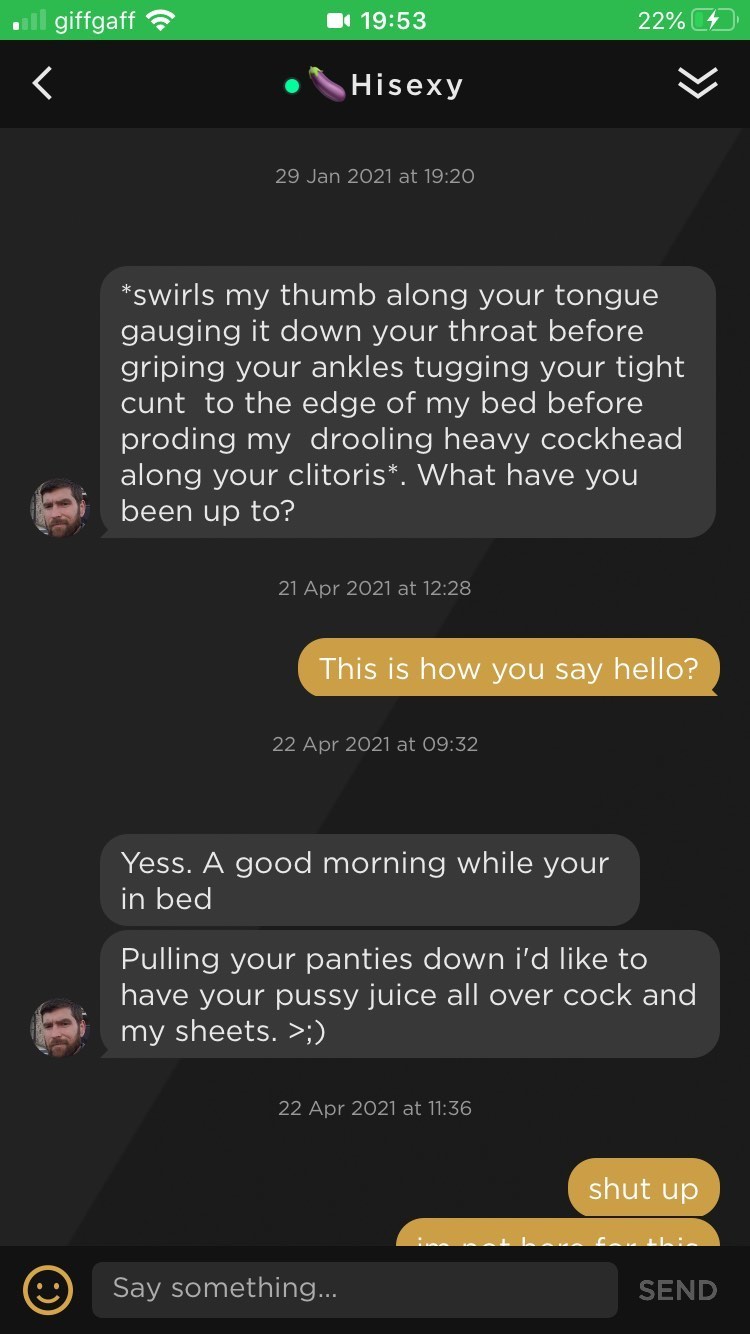 giffgaff 19:53 22%
Hisexy
29 Jan 2021 at 19:20
*swirls my thumb along your tongue
gauging it down your throat before
griping your ankles tugging your tight
cunt to the edge of my bed before
proding my drooling heavy cockhead
along your clitoris*. What have you
been up to?
21 Apr 2021 at 12:28
This is how you say hello?
22 Apr 2021 at 09:32
Yess. A good morning while your
in bed
Pulling your panties down i'd like to
have your pussy juice all over cock and
my sheets. >;)
22 Apr 2021 at 11:36
shut up
im not here for this
Say something...
SEND